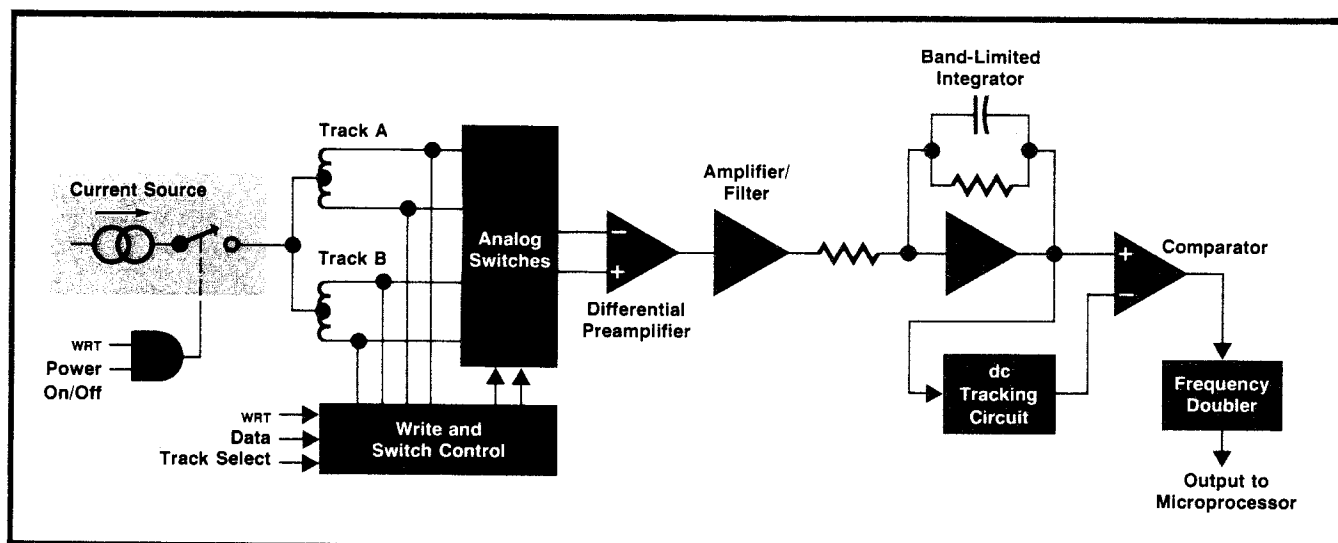 Band-Limited
Integrator
Track A
Current Source
Amplifier/
Filter
Analog
Switches
−
+
+
−
Comparator
Track B
Differential
Preamplifier
WRT
Power
On/Off
dc
Tracking
Circuit
Frequency
Doubler
WRT
Data
Track Select
Write and
Switch Control
Output to
Microprocessor